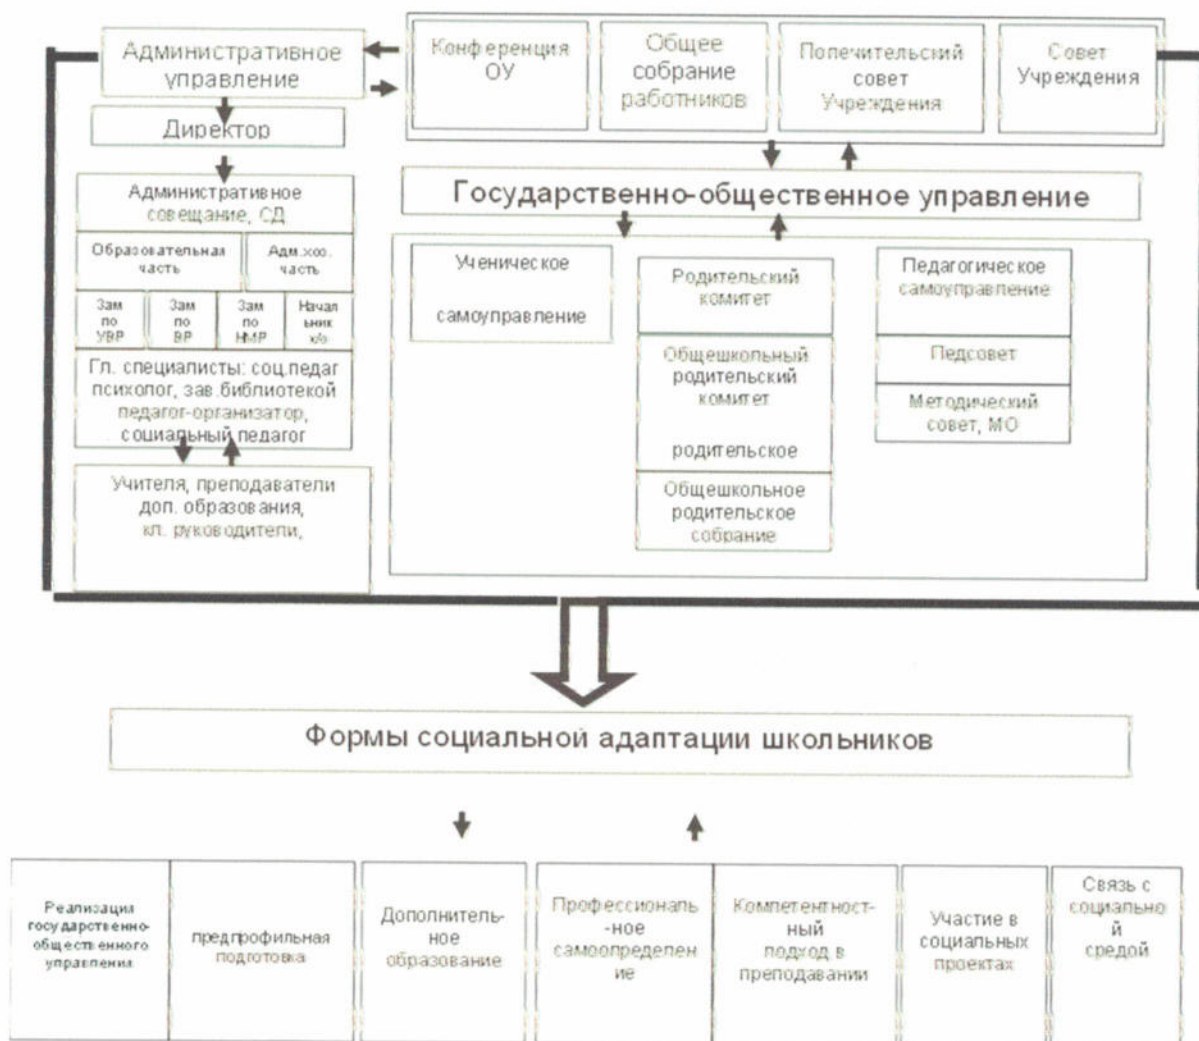 Административное
управление
Конференция
ОУ
Общее
собрание
работников
Попечительский
совет
Учреждения
Совет
Учреждения
Директор
Административное
совещание, СД
Образовательная
часть
Адм.хоз.
часть
Зам
по
УВР
Зам
по
ВР
Зам
по
НМР
Начал
ьник
х/о
Гл. специалисты: соц.педаг
психолог, зав.библиотекой
педагог-организатор,
социальный педагог
Учителя, преподаватели
доп. образования,
кл. руководители,
Государственно-общественное управление
Ученическое
самоуправление
Родительский
комитет
Общешкольный
родительский
комитет
родительское
Общешкольное
родительское
собрание
Педагогическое
самоуправление
Педсовет
Методический
совет, МО
Формы социальной адаптации школьников
Реализация
государственно-
общественного
управления
предпрофильная
подготовка
Дополнитель-
ное
образование
Профессиональ
-ное
самоопределен
ие
Компетентност-
ный
подход в
преподавании
Участие в
социальных
проектах
Связь с
социально
й
средой